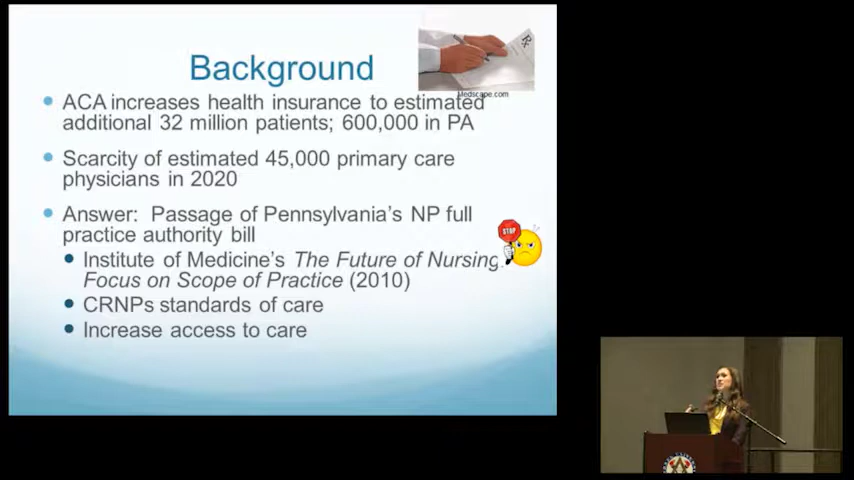 Background
Medscape.com
ACA increases health insurance to estimated
additional 32 million patients; 600,000 in PA
Scarcity of estimated 45,000 primary care
physicians in 2020
Answer: Passage of Pennsylvania's NP full
practice authority bill
STOP
Institute of Medicine's The Future of Nursing:
Focus on Scope of Practice (2010)
CRNPs standards of care
Increase access to care